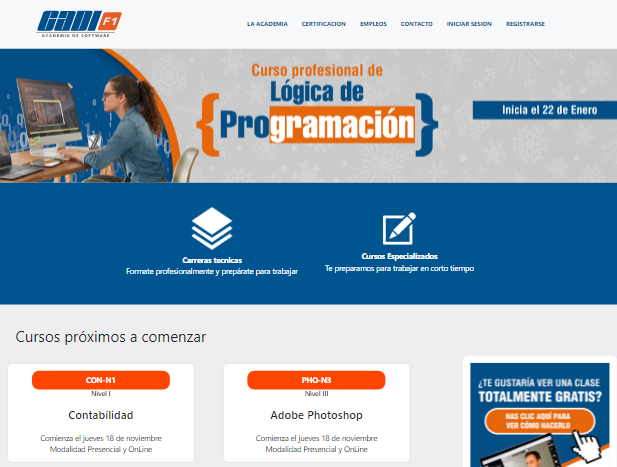 CADI F1
ACADEMIA DE SOFTWARE
LA ACADEMIA CERTIFICACION EMPLEOS CONTACTO INICIAR SESION REGISTRARSE
Curso profesional de
Lógica de
{Programación}
Inicia el 22 de Enero
Carreras tecnicas
Formate profesionalmente y prepárate para trabajar
Cursos Especializados
Te preparamos para trabajar en corto tiempo
Cursos próximos a comenzar
CON-N1
Nivel I
Contabilidad
Comienza el jueves 18 de noviembre
Modalidad Presencial y OnLine
PHO-N3
Nivel III
Adobe Photoshop
Comienza el jueves 18 de noviembre
Modalidad Presencial y OnLine
¿TE GUSTARÍA VER UNA CLASE
TOTALMENTE GRATIS?
HAS CLIC AQUÍ PARA
VER CÓMO HACERLO